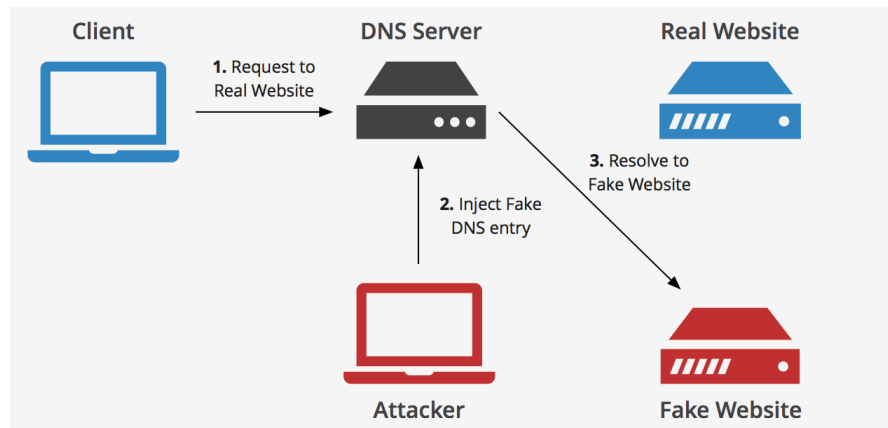 Client
DNS Server
Real Website
1. Request to
Real Website
3. Resolve to
Fake Website
2. Inject Fake
DNS entry
Attacker
Fake Website